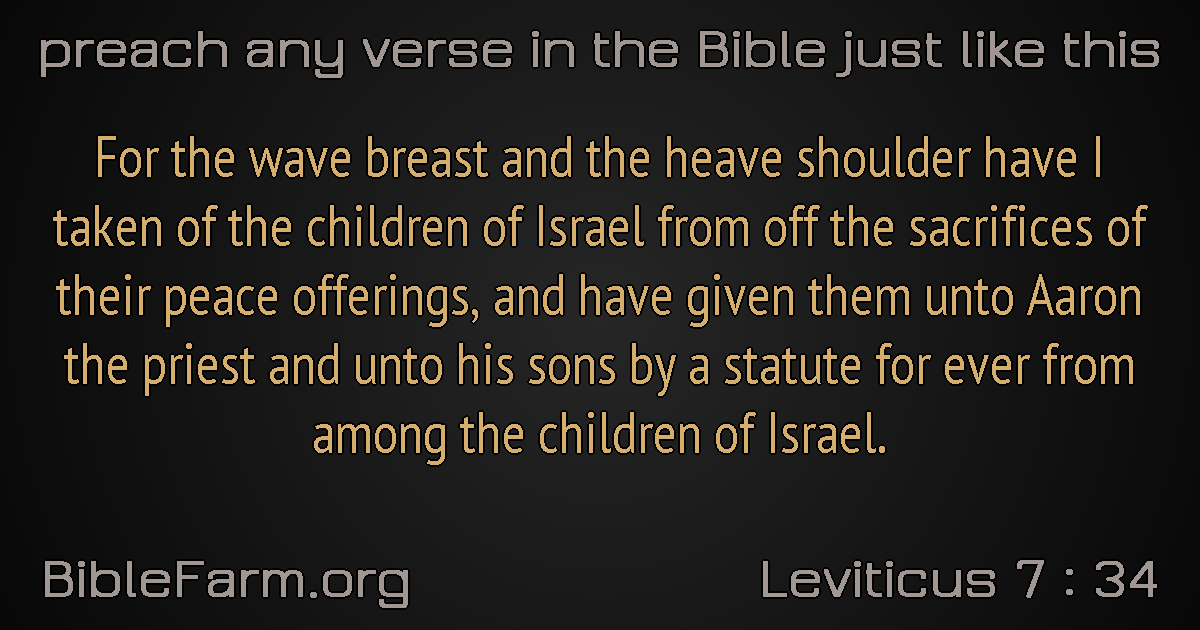 preach any verse in the Bible just like this
For the wave breast and the heave shoulder have I
taken of the children of Israel from off the sacrifices of
their peace offerings, and have given them unto Aaron
the priest and unto his sons by a statute for ever from
among the children of Israel.
BibleFarm.org
Leviticus 7 : 34